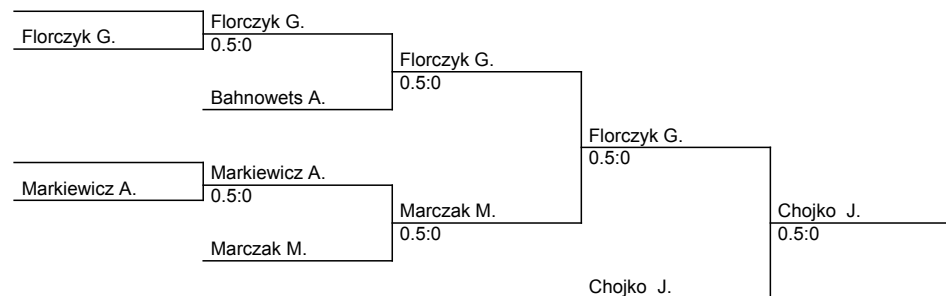 Florczyk G.
Florczyk G.
0.5:0
Florczyk G.
0.5:0
Bahnowets A.
Florczyk G.
0.5:0
Markiewicz A.
Markiewicz A.
0.5:0
Marczak M.
0.5:0
Chojko J.
0.5:0
Marczak M.
Chojko J.